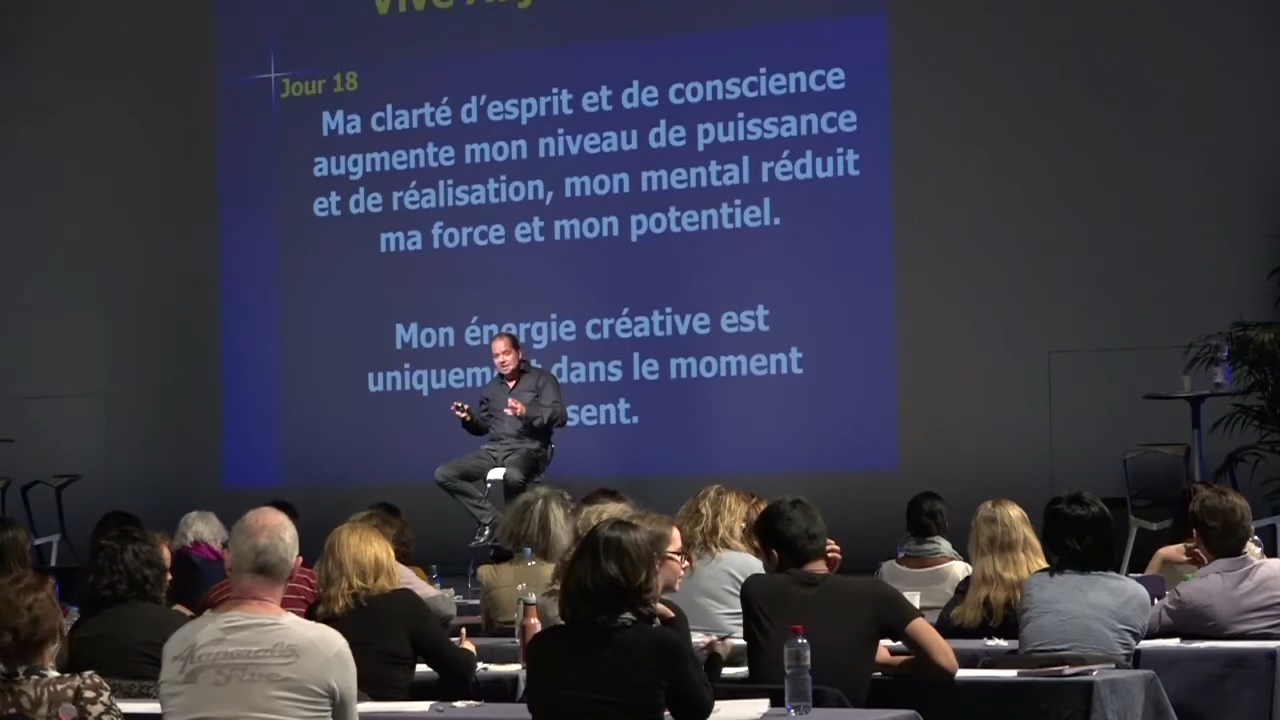 Vive
Jour 18
Ma clarté d'esprit et de conscience
augmente mon niveau de puissance
et de réalisation, mon mental réduit
ma force et mon potentiel.
Mon énergie créative est
dans le moment